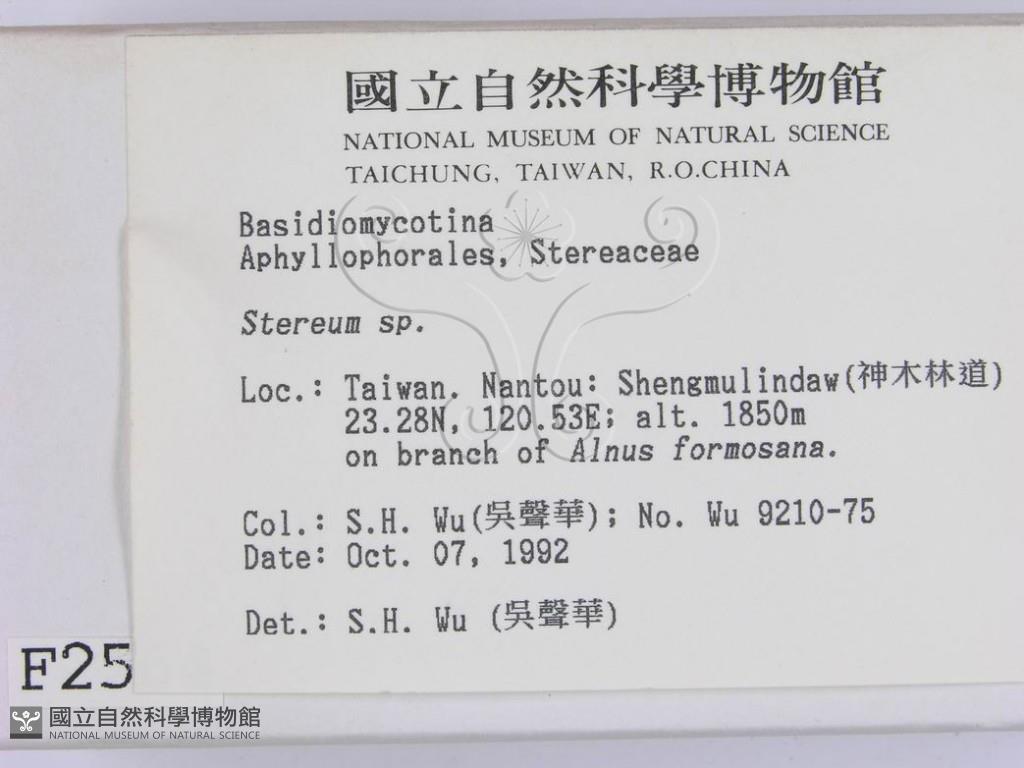 國立自然科學博物館
NATIONAL MUSEUM OF NATURAL SCIENCE
TAICHUNG, TAIWAN, R.O.CHINA
Basidiomycotina
Aphyllophorales, Stereaceae
Stereum sp.
Loc.: Taiwan. Nantou: Shengmulindaw(神木林道)
23.28N, 120.53E; alt. 1850m
on branch of Alnus formosana.
Col.: S.H. Wu(吳聲華); No. Wu 9210-75
Date: Oct. 07, 1992
Det.: S.H. Wu (吳聲華)
F25
國立自然科學博物館
NATIONAL MUSEUM OF NATURAL SCIENCE